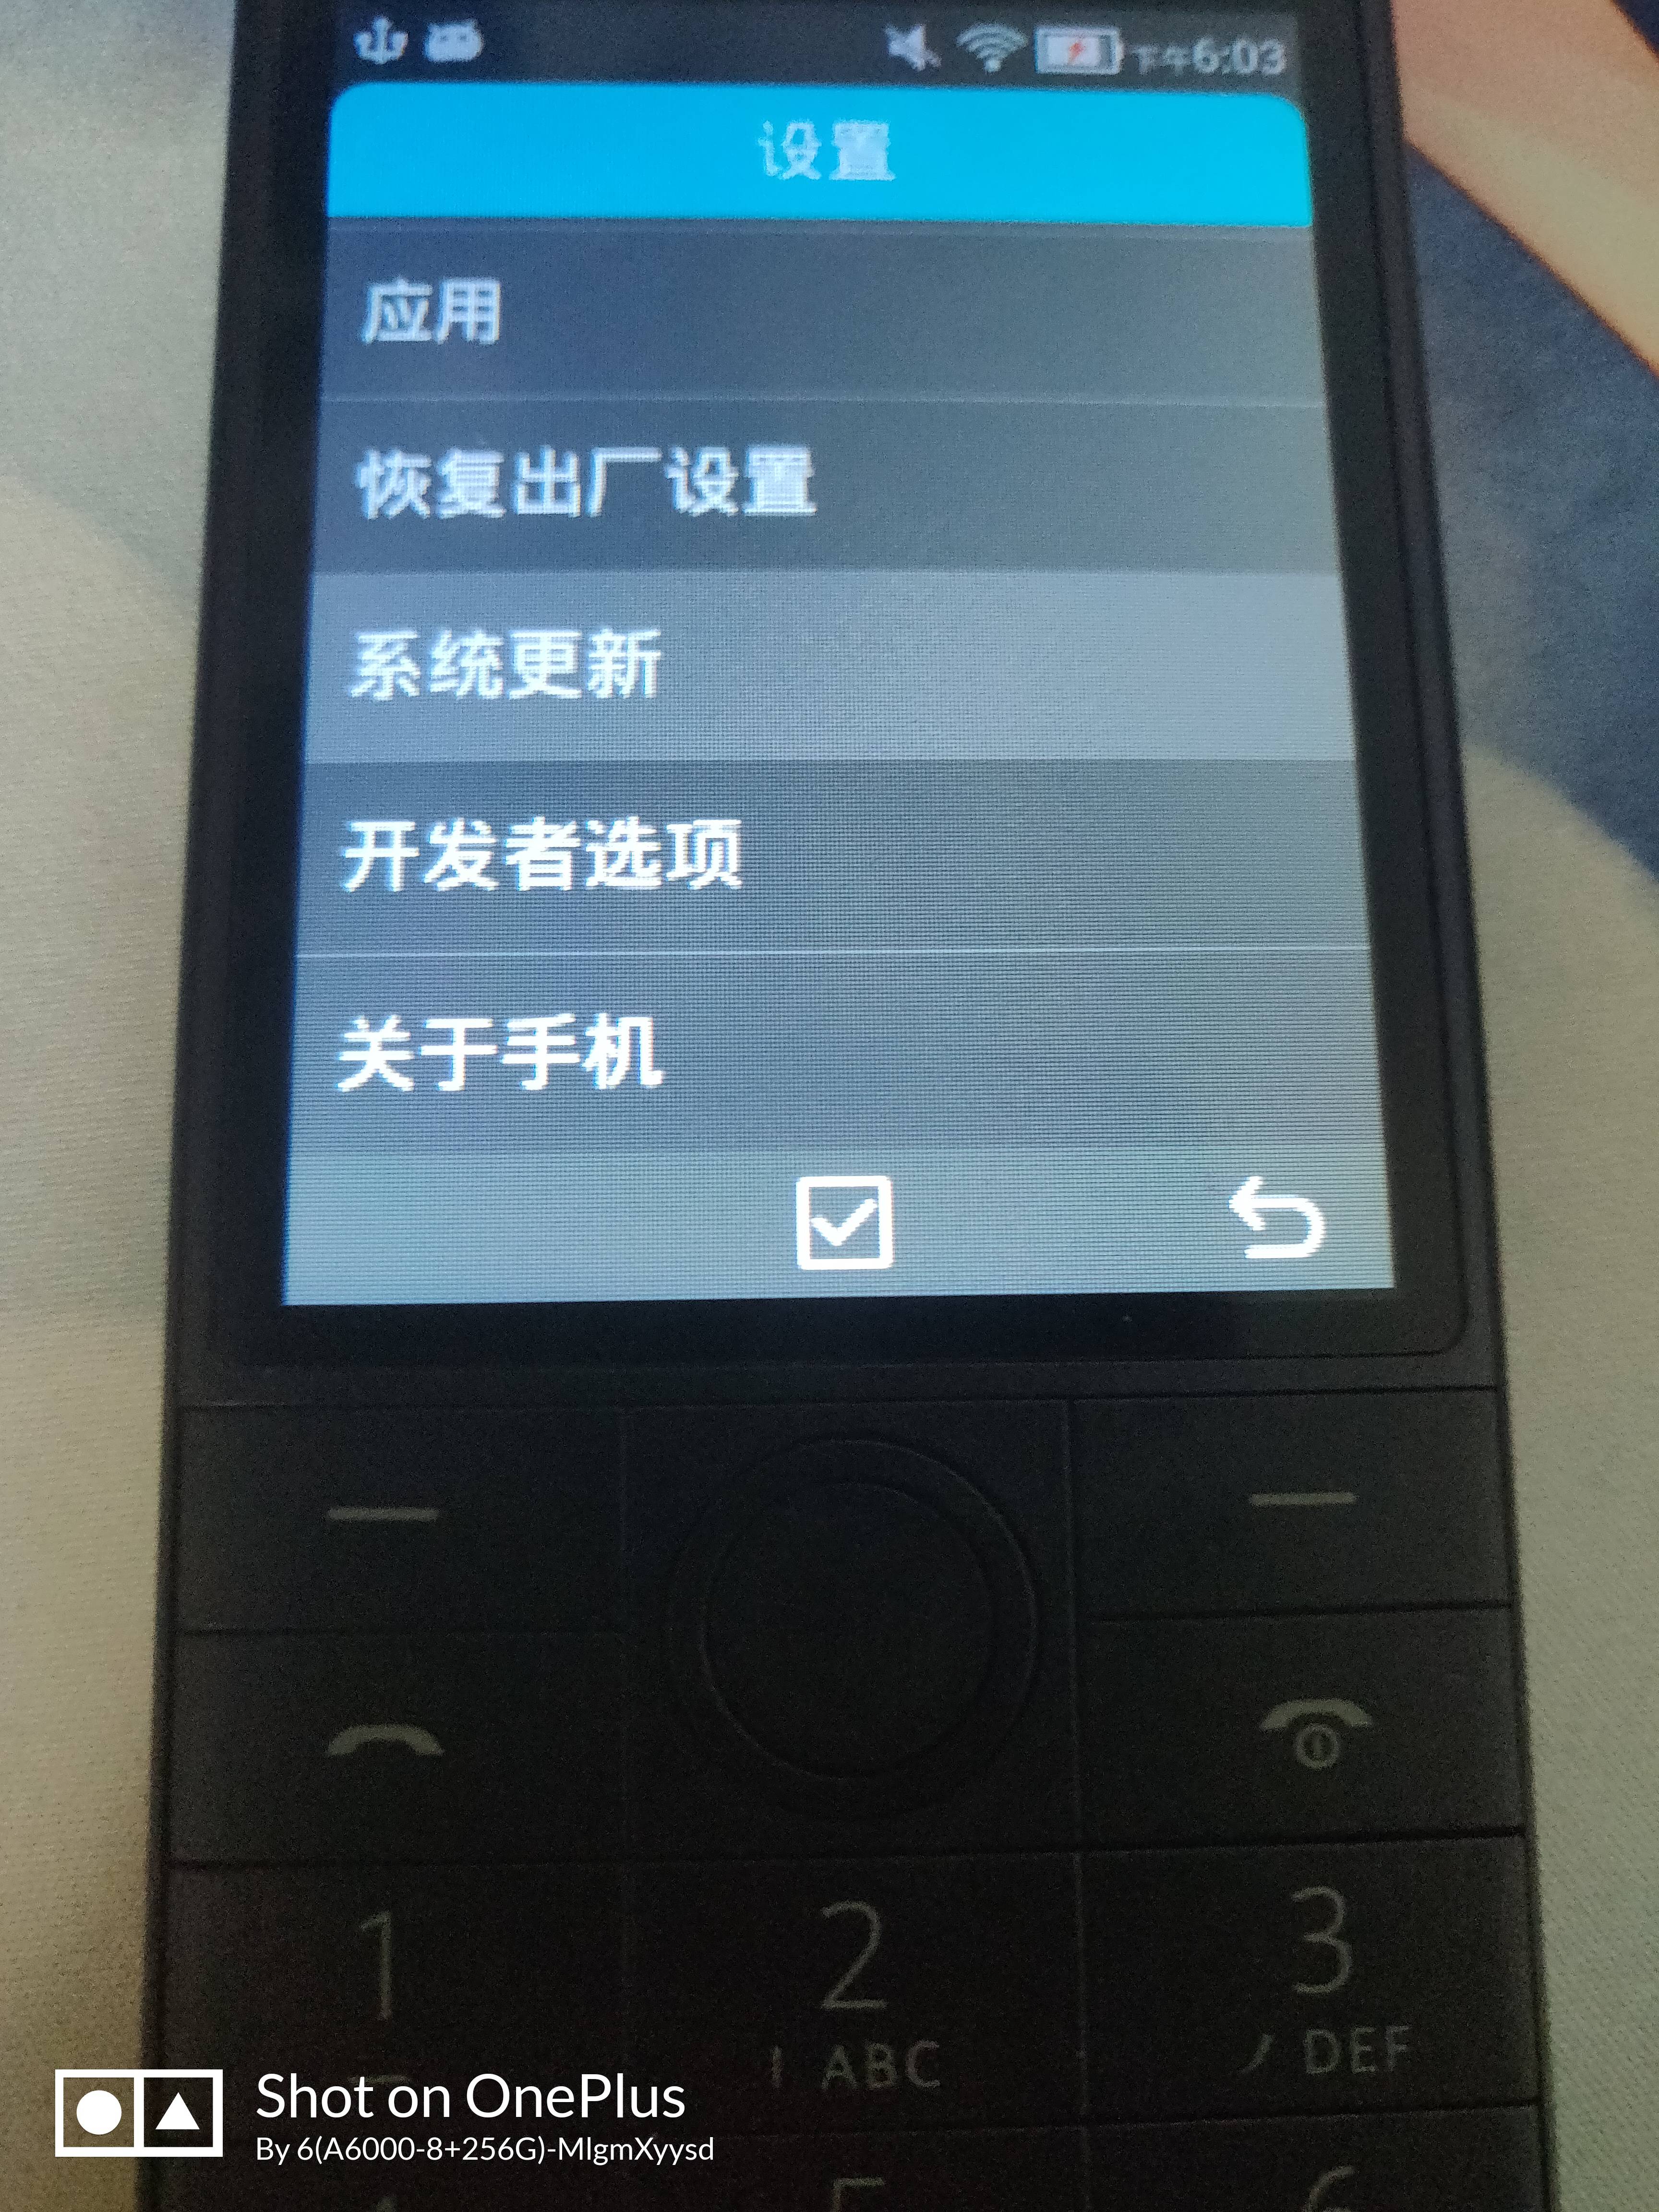 下午6:03
设置
应用
恢复出厂设置
系统更新
开发者选项
关于手机
1
2
3
ABC
DEF
Shot on OnePlus
By 6(A6000-8+256G)-MlgmXyysd